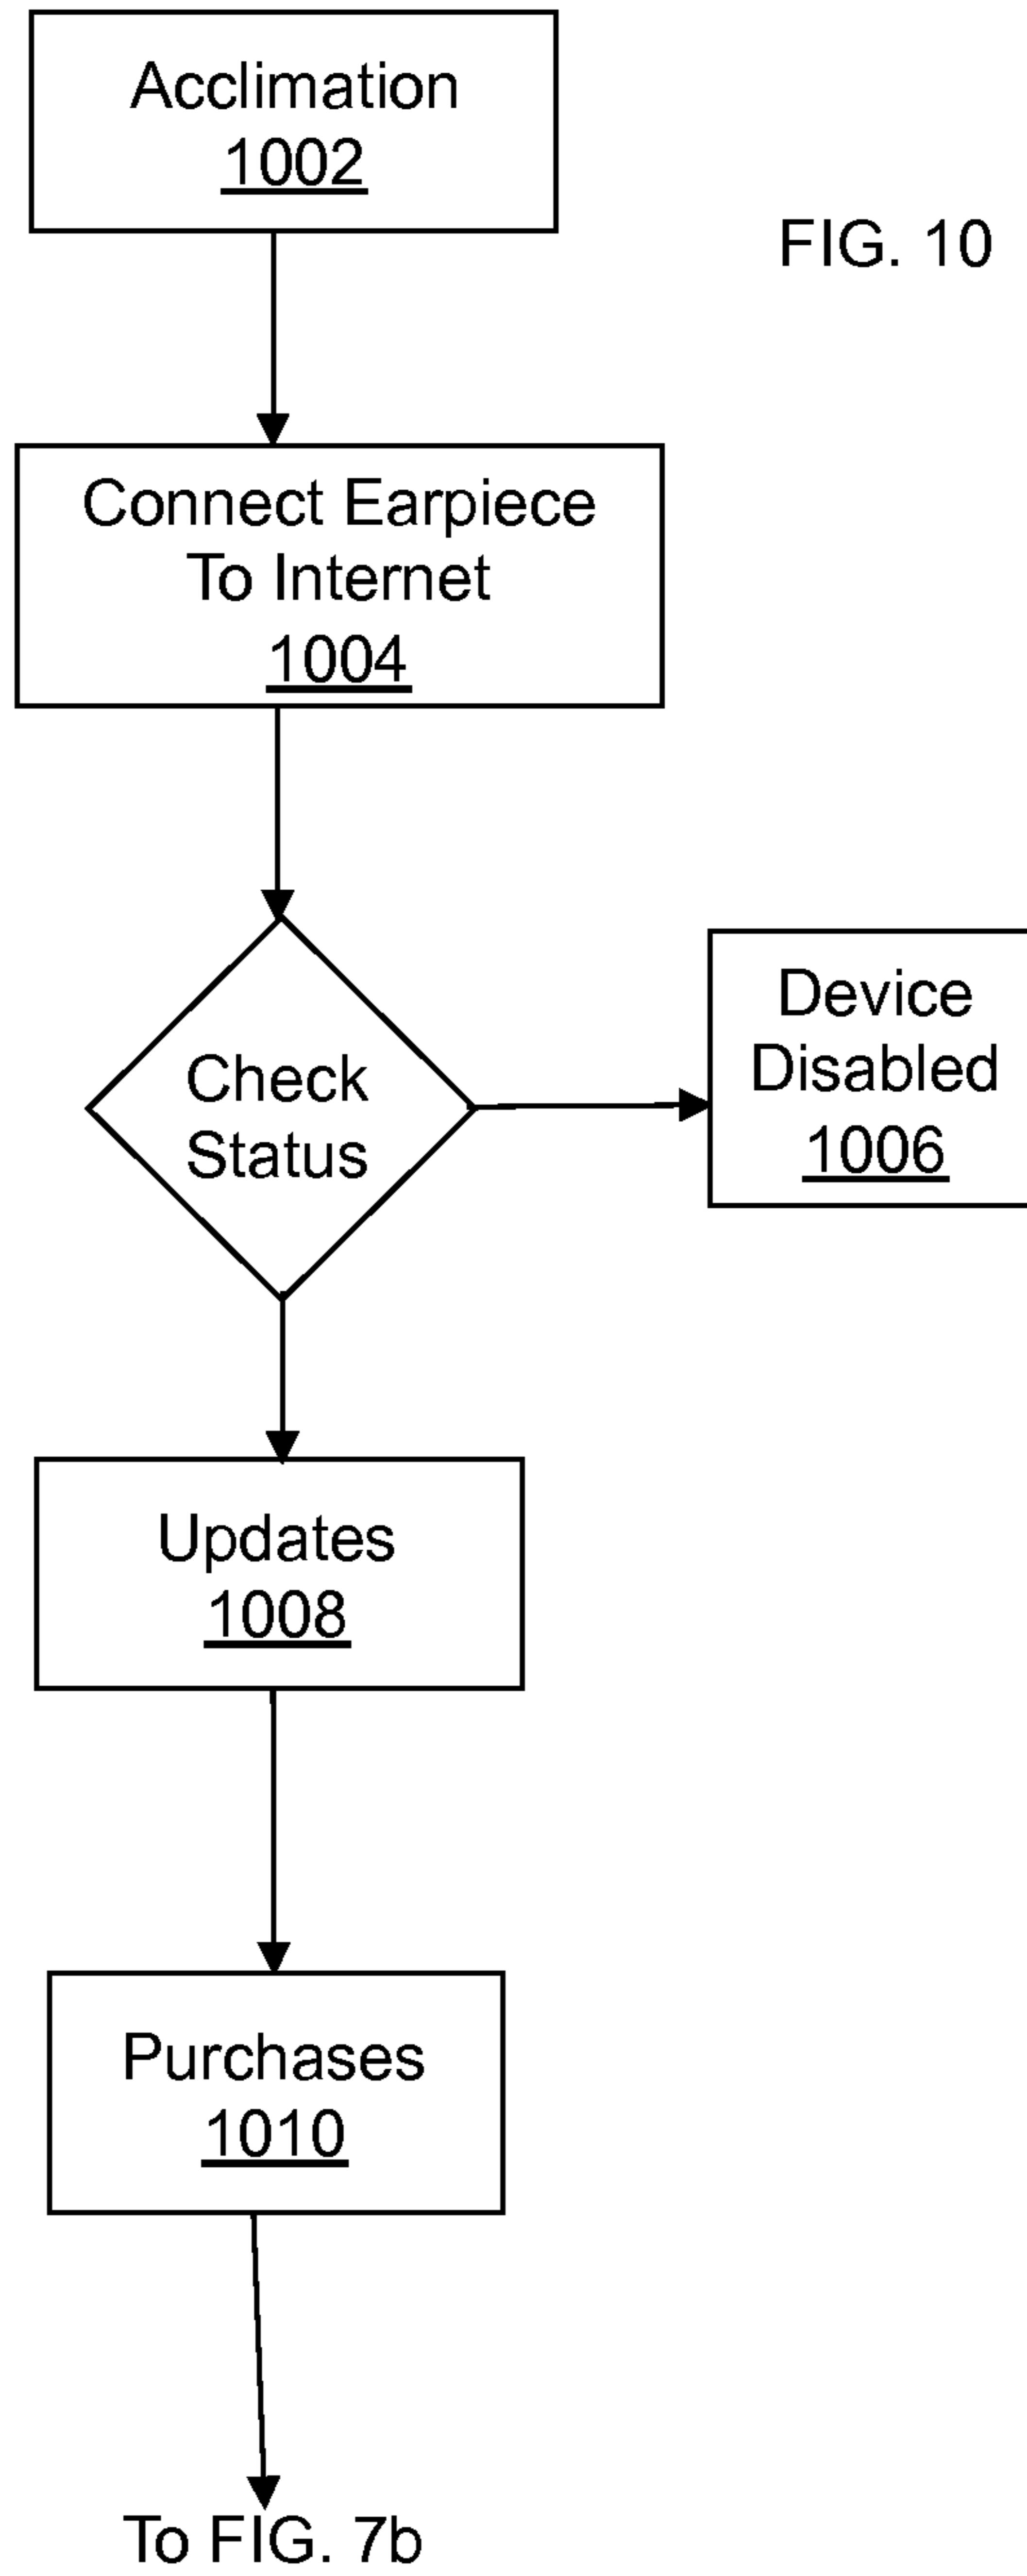 Acclimation
1002
FIG. 10
Connect Earpiece
To Internet
1004
Check
Status
Device
Disabled
1006
Updates
1008
Purchases
1010
To FIG. 7b